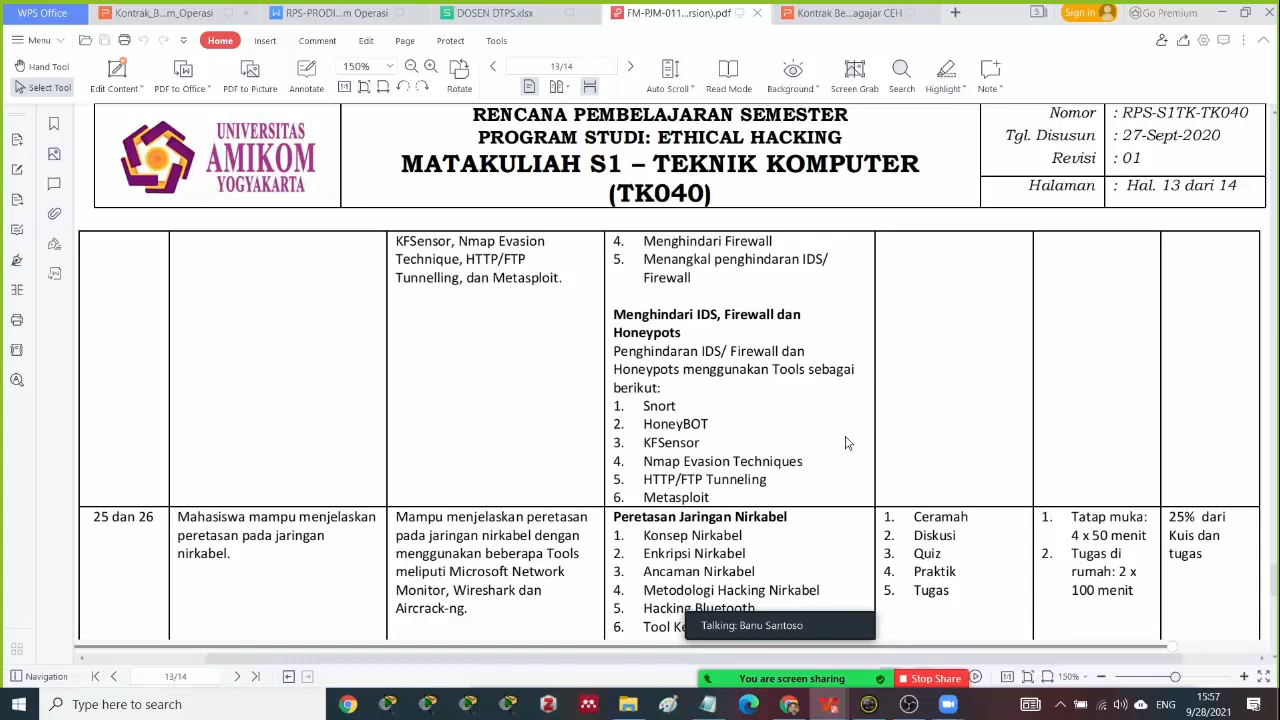 WPS Office
Kontrak_B...m_Operasi
RPS-PRODI...m Operasi
DOSEN DTPS.xlsx
FM-PJM-011...rsion).pdf
Kontrak Be...agajar CEH
Sign in
Go Premium
Menu
Home
Insert
Comment
Edit
Page
Protect
Tools
Hand Tool
Select Tool
Edit Content
PDF to Office
PDF to Picture
Annotate
150%
Rotate
13/14
Auto Scroll
Read Mode
Background
Screen Grab
Search
Highlight
Note
UNIVERSITAS
AMIKOM
YOGYAKARTA
RENCANA PEMBELAJARAN SEMESTER
PROGRAM STUDI: ETHICAL HACKING
MATAKULIAH S1 – TEKNIK KOMPUTER
(TK040)
Nomor : RPS-S1TK-TK040
Tgl. Disusun : 27-Sept-2020
Revisi : 01
Halaman : Hal. 13 dari 14
KFSensor, Nmap Evasion
Technique, HTTP/FTP
Tunnelling, dan Metasploit.
4. Menghindari Firewall
5. Menangkal penghindaran IDS/
Firewall
Menghindari IDS, Firewall dan
Honeypots
Penghindaran IDS/ Firewall dan
Honeypots menggunakan Tools sebagai
berikut:
1. Snort
2. HoneyBOT
3. KFSensor
4. Nmap Evasion Techniques
5. HTTP/FTP Tunneling
6. Metasploit
25 dan 26
Mahasiswa mampu menjelaskan
peretasan pada jaringan
nirkabel.
Mampu menjelaskan peretasan
pada jaringan nirkabel dengan
menggunakan beberapa Tools
meliputi Microsoft Network
Monitor, Wireshark dan
Aircrack-ng.
Peretasan Jaringan Nirkabel
1. Konsep Nirkabel
2. Enkripsi Nirkabel
3. Ancaman Nirkabel
4. Metodologi Hacking Nirkabel
5. Hacking Bluetooth
6. Tool Ke
1. Ceramah
2. Diskusi
3. Quiz
4. Praktik
5. Tugas
1. Tatap muka:
4 x 50 menit
2. Tugas di
rumah: 2 x
100 menit
25% dari
Kuis dan
tugas
Talking: Banu Santoso
Navigation
13/14
You are screen sharing
Stop Share
150%
Type here to search
ENG
15:57
9/28/2021